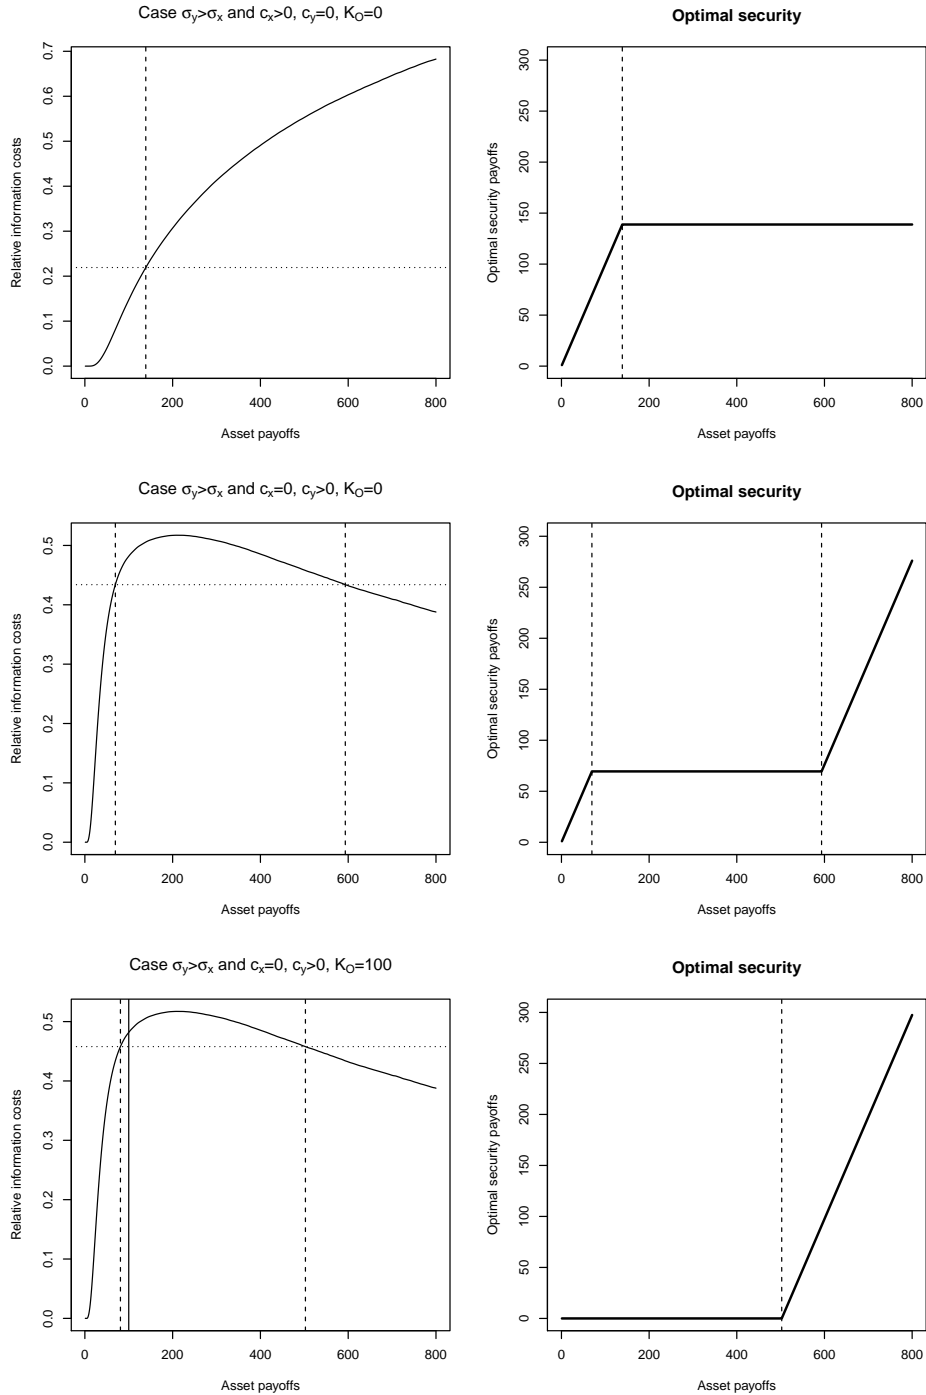 Case σy>σx and cx>0, cy=0, KO=0
Relative information costs
0.7
0.6
0.5
0.4
0.3
0.2
0.1
0.0
0 200 400 600 800
Asset payoffs
Optimal security
Optimal security payoffs
300
250
200
150
100
50
0
0 200 400 600 800
Asset payoffs
Case σy>σx and cx=0, cy>0, KO=0
Relative information costs
0.5
0.4
0.3
0.2
0.1
0.0
0 200 400 600 800
Asset payoffs
Optimal security
Optimal security payoffs
300
250
200
150
100
50
0
0 200 400 600 800
Asset payoffs
Case σy>σx and cx=0, cy>0, KO=100
Relative information costs
0.5
0.4
0.3
0.2
0.1
0.0
0 200 400 600 800
Asset payoffs
Optimal security
Optimal security payoffs
300
250
200
150
100
50
0
0 200 400 600 800
Asset payoffs